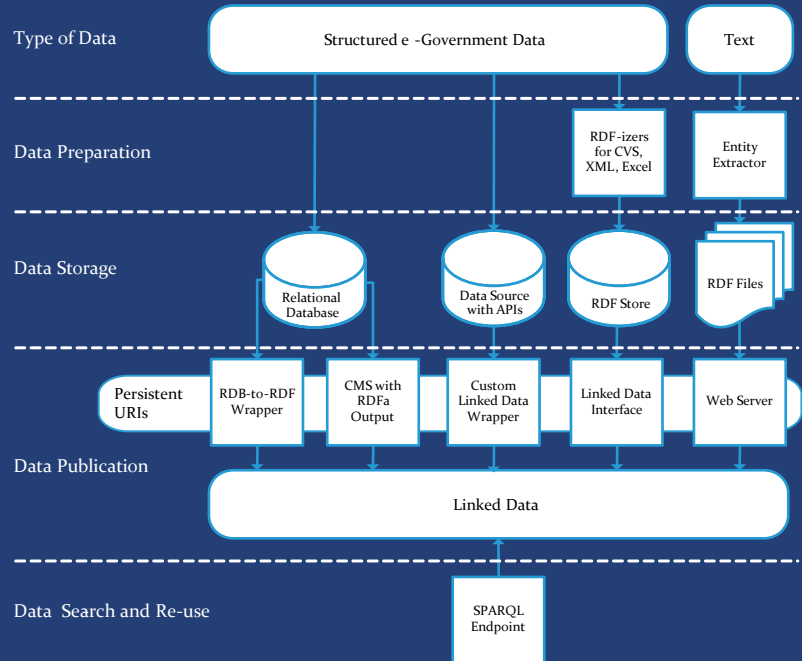 Type of Data
Structured e -Government Data
Text
Data Preparation
RDF-izers
for CVS,
XML, Excel
Entity
Extractor
Data Storage
Relational
Database
Data Source
with APIs
RDF Store
RDF Files
Persistent
URIs
RDB-to-RDF
Wrapper
CMS with
RDFa
Output
Custom
Linked Data
Wrapper
Linked Data
Interface
Web Server
Data Publication
Linked Data
Data Search and Re-use
SPARQL
Endpoint